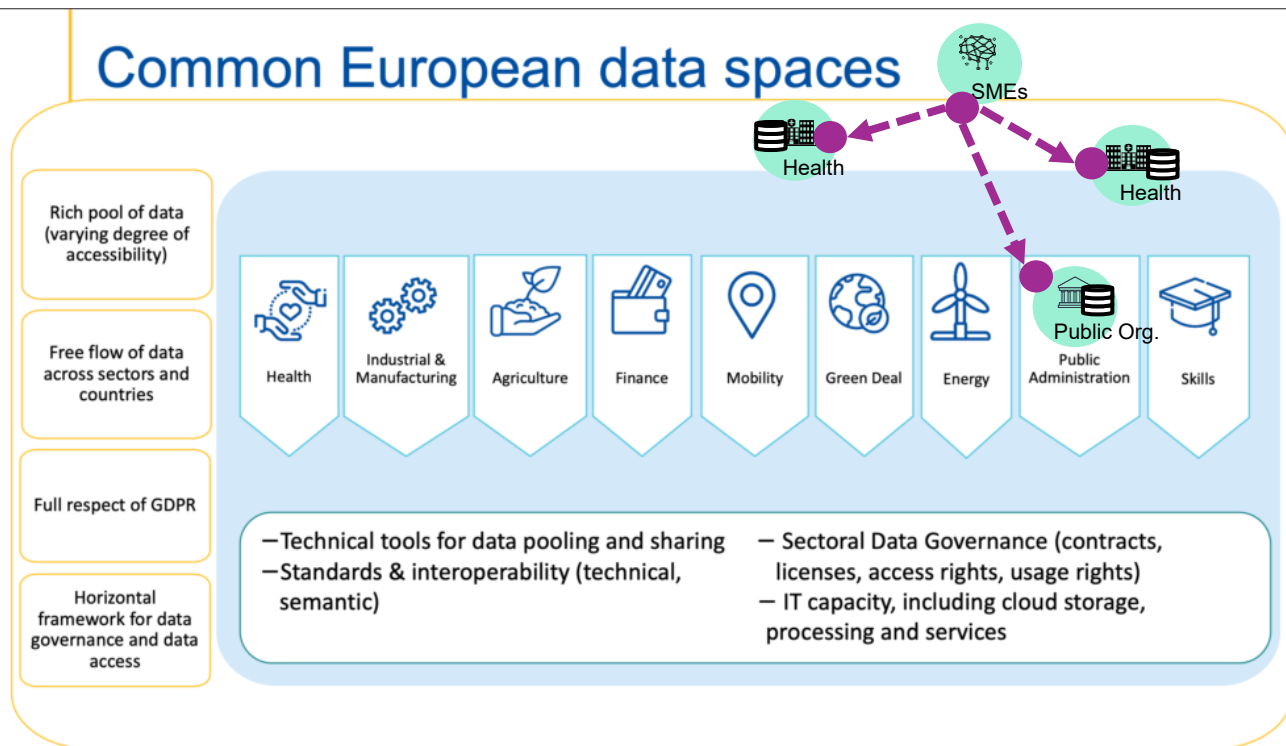 Common European data spaces
SMEs
Health
Health
Public Org.
Rich pool of data
(varying degree of
accessibility)
Free flow of data
across sectors and
countries
Full respect of GDPR
Horizontal
framework for data
governance and data
access
Health
Industrial &
Manufacturing
Agriculture
Finance
Mobility
Green Deal
Energy
Public
Administration
Skills
–Technical tools for data pooling and sharing
–Standards & interoperability (technical,
semantic)
– Sectoral Data Governance (contracts,
licenses, access rights, usage rights)
– IT capacity, including cloud storage,
processing and services